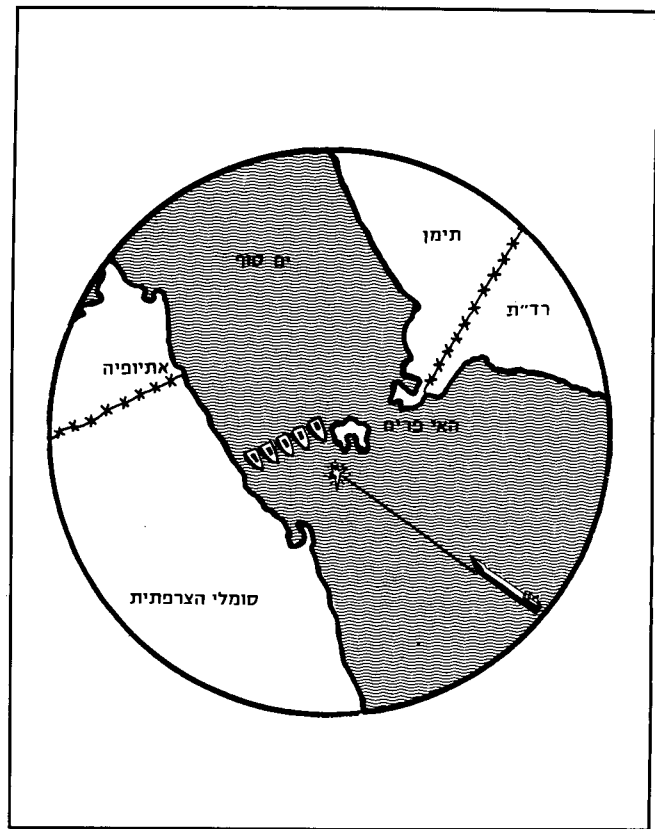 תימן
ים סוף
רד״ת
אתיופיה
האי פרים
סומלי הצרפתית